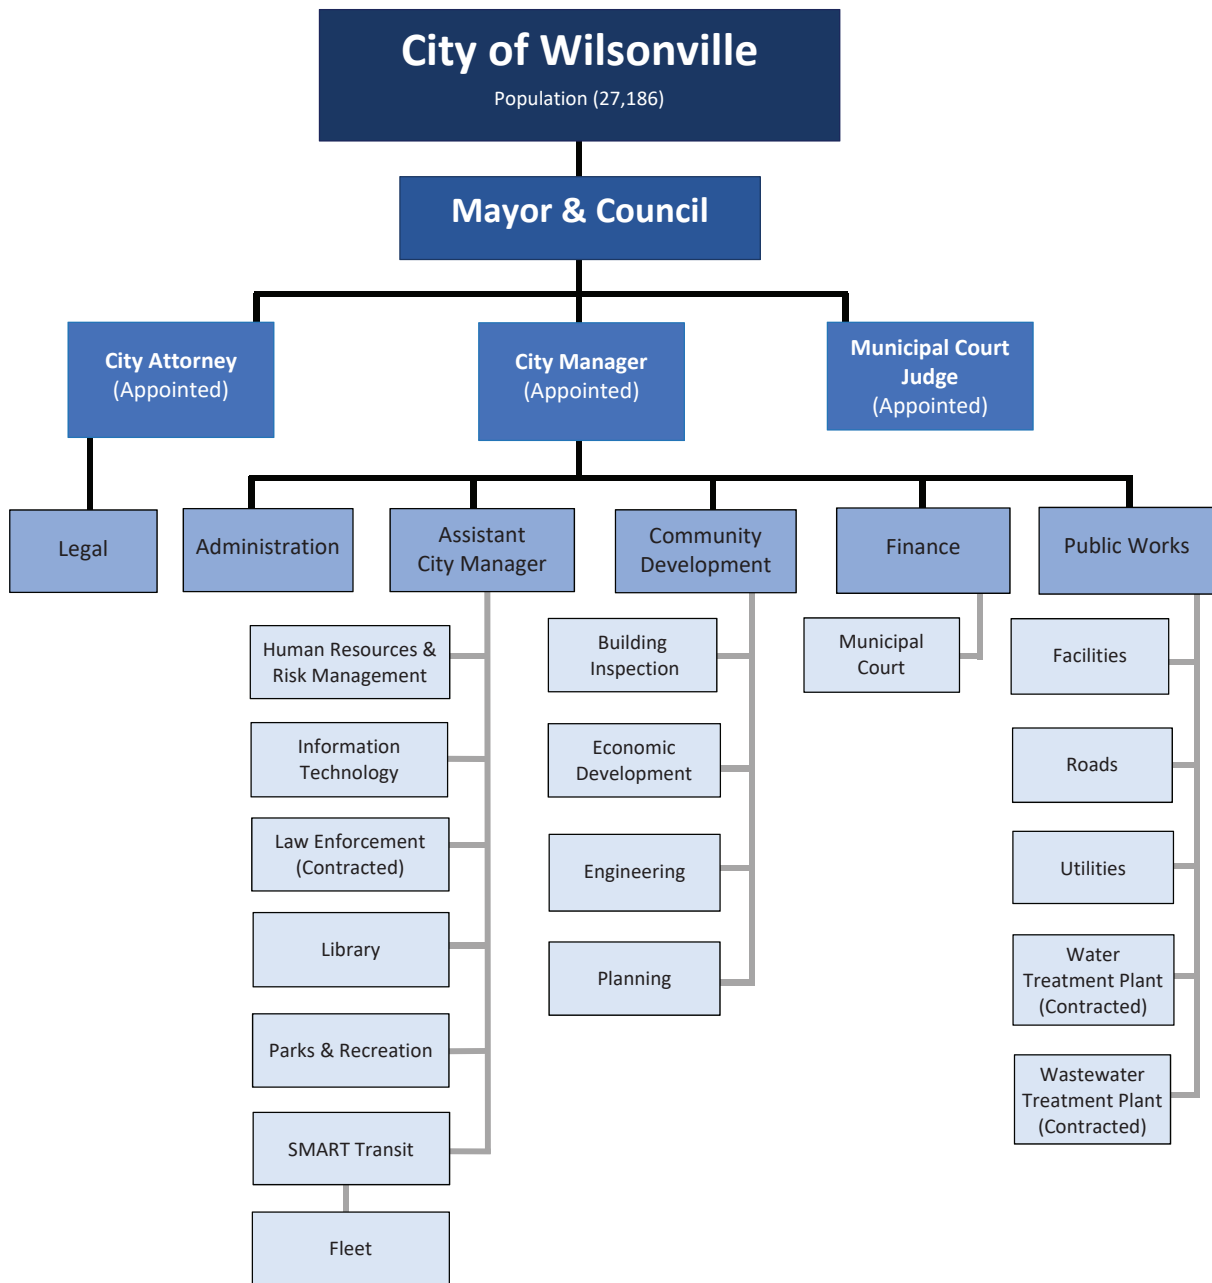 City of Wilsonville
Population (27,186)
Mayor & Council
City Attorney
(Appointed)
City Manager
(Appointed)
Municipal Court
Judge
(Appointed)
Legal
Administration
Assistant
City Manager
Community
Development
Finance
Public Works
Human Resources &
Risk Management
Information
Technology
Law Enforcement
(Contracted)
Library
Parks & Recreation
SMART Transit
Fleet
Building
Inspection
Economic
Development
Engineering
Planning
Municipal
Court
Facilities
Roads
Utilities
Water
Treatment Plant
(Contracted)
Wastewater
Treatment Plant
(Contracted)